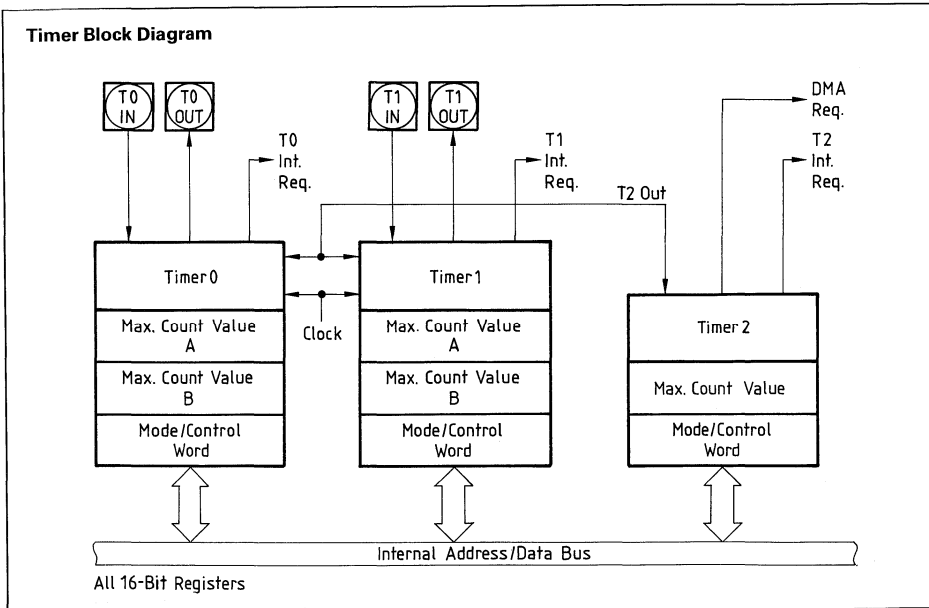 Timer Block Diagram
T0
IN
T0
OUT
T1
IN
T1
OUT
T0
Int.
Req.
T1
Int.
Req.
DMA
Req.
T2
Int.
Req.
T2 Out
Timer 0
Max. Count Value
A
Max. Count Value
B
Mode/Control
Word
Clock
Timer 1
Max. Count Value
A
Max. Count Value
B
Mode/Control
Word
Timer 2
Max. Count Value
Mode/Control
Word
Internal Address/Data Bus
All 16-Bit Registers